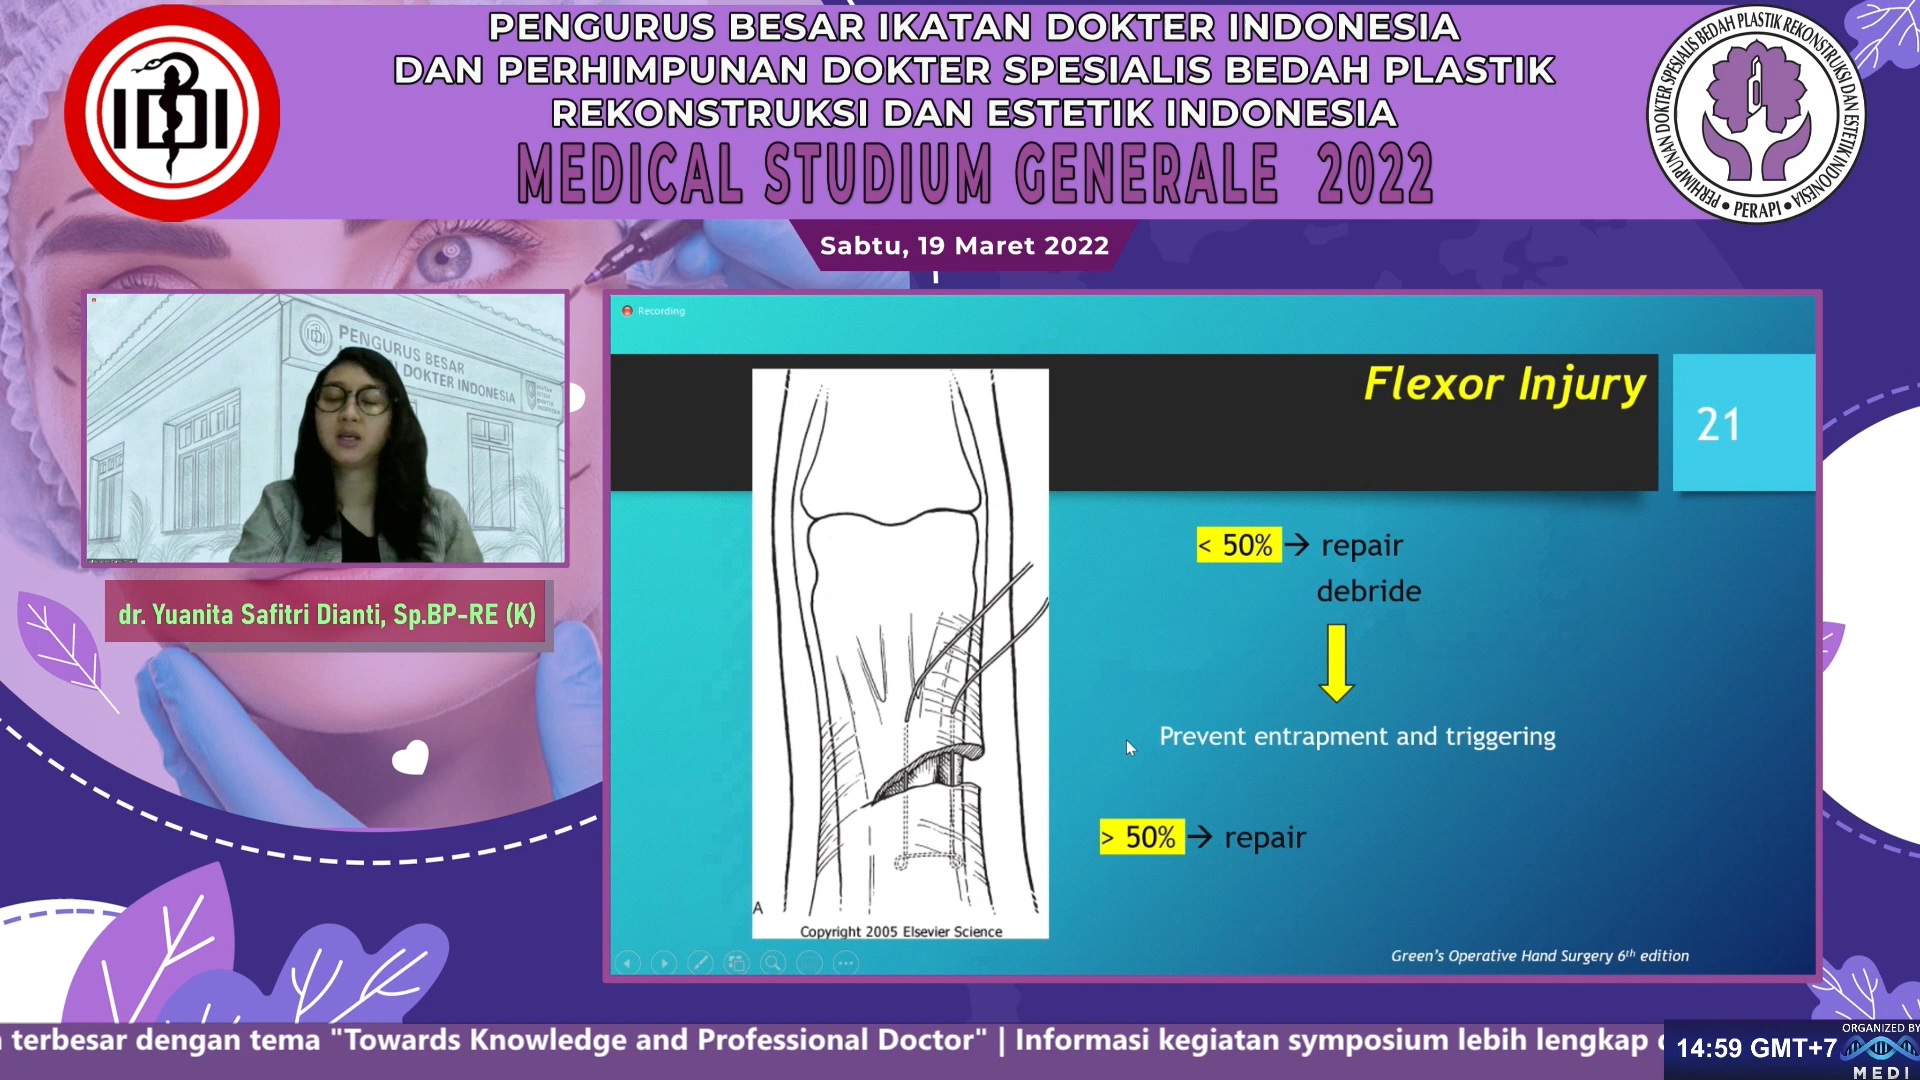 PENGURUS BESAR IKATAN DOKTER INDONESIA
DAN PERHIMPUNAN DOKTER SPESIALIS BEDAH PLASTIK
REKONSTRUKSI DAN ESTETIK INDONESIA
MEDICAL STUDIUM GENERALE 2022
IDI
PERHIMPUNAN DOKTER SPESIALIS BEDAH PLASTIK REKONSTRUKSI DAN ESTETIK INDONESIA
• PERAPI •
Sabtu, 19 Maret 2022
PENGURUS BESAR
DOKTER INDONESIA
dr. Yuanita Safitri Dianti, Sp.BP-RE (K)
Recording
Flexor Injury
21
< 50% → repair
debride
Prevent entrapment and triggering
> 50% → repair
A
Copyright 2005 Elsevier Science
Green's Operative Hand Surgery 6th edition
terbesar dengan tema "Towards Knowledge and Professional Doctor" | Informasi kegiatan symposium lebih lengkap
14:59 GMT+7
ORGANIZED BY
MEDI